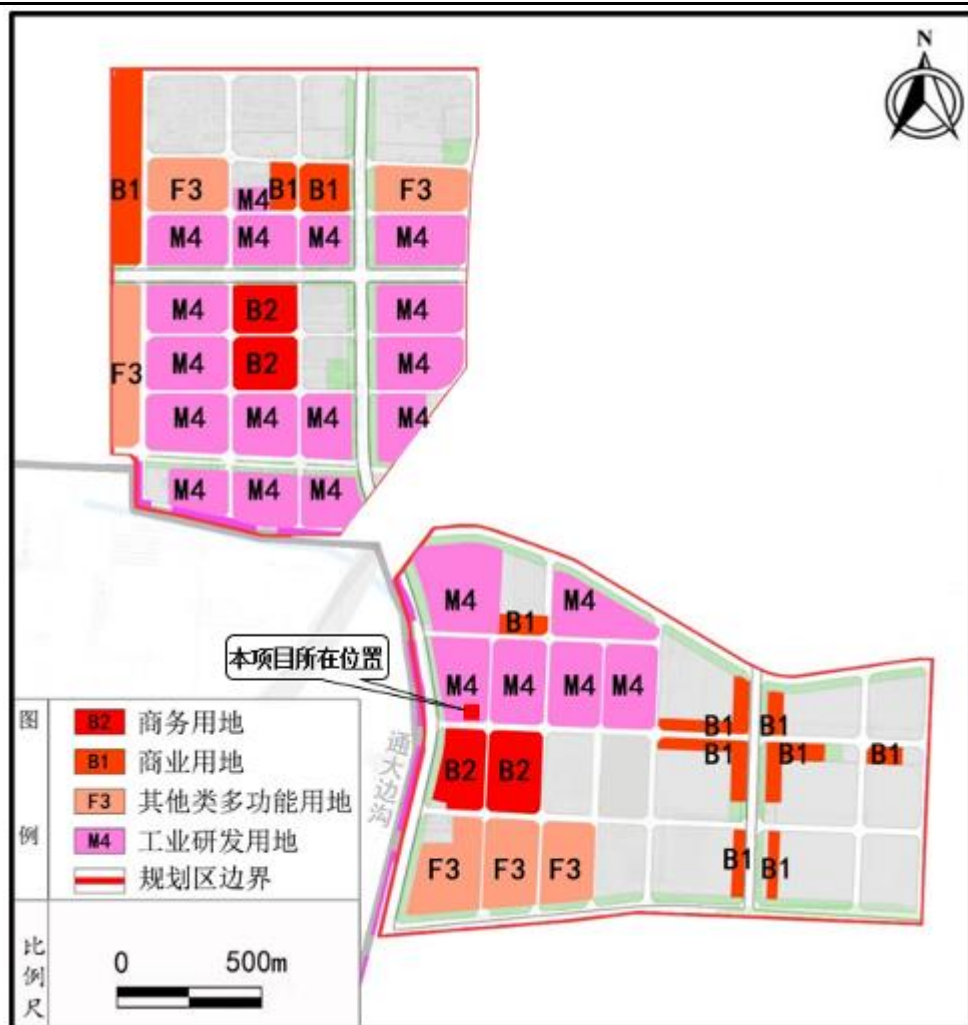 N
B1 F3 M4 B1 B1 F3
M4 M4 M4 M4
M4 B2 M4
F3 M4 B2 M4
M4 M4 M4 M4
M4 M4 M4
M4 B1 M4
本项目所在位置
M4 M4 M4 M4
B1 B1
B1 B1 B1
B2 B2
通大边沟
F3 F3 F3 B1 B1
图例
B2 商务用地
B1 商业用地
F3 其他类多功能用地
M4 工业研发用地
规划区边界
比例尺
0 500m